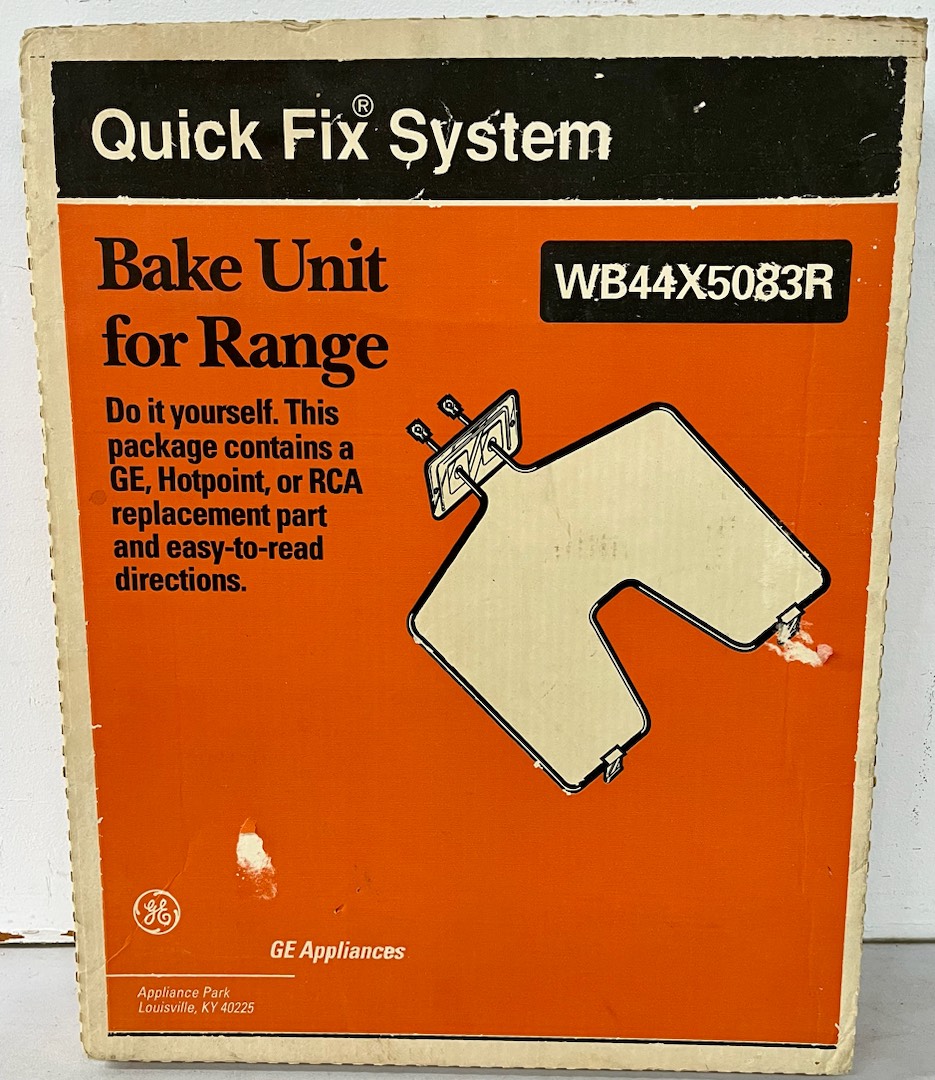 Quick Fix® System
Bake Unit
for Range
WB44X5083R
Do it yourself. This
package contains a
GE, Hotpoint, or RCA
replacement part
and easy-to-read
directions.
GE
GE Appliances
Appliance Park
Louisville, KY 40225